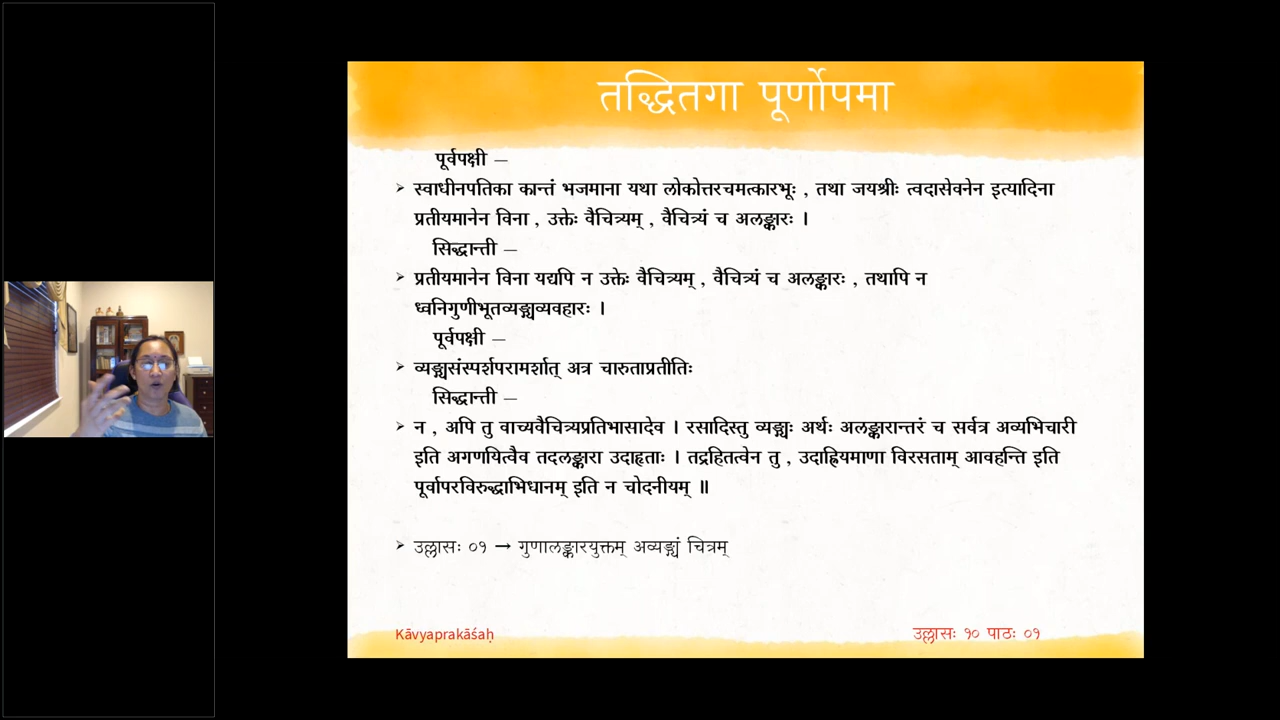 तद्धितगा पूर्णोपमा
पूर्वपक्षी –
➢ स्वाधीनपतिका कान्तं भजमाना यथा लोकोत्तरचमत्कारभूः , तथा जयश्रीः त्वदासेवनेन इत्यादिना
प्रतीयमानेन विना , उक्तेः वैचित्र्यम् , वैचित्र्यं च अलङ्कारः ।
सिद्धान्ती –
➢ प्रतीयमानेन विना यद्यपि न उक्तेः वैचित्र्यम् , वैचित्र्यं च अलङ्कारः , तथापि न
ध्वनिगुणीभूतव्यङ्ग्यव्यवहारः ।
पूर्वपक्षी –
➢ व्यङ्ग्यसंस्पर्शपरामर्शात् अत्र चारुताप्रतीतिः
सिद्धान्ती –
➢ न , अपि तु वाच्यवैचित्र्यप्रतिभासादेव । रसादिस्तु व्यङ्ग्यः अर्थः अलङ्कारान्तरं च सर्वत्र अव्यभिचारी
इति अगणयित्वैव तदलङ्कारा उदाहृताः । तद्रहितत्वेन तु , उदाह्रियमाणा विरसताम् आवहन्ति इति
पूर्वापरविरुद्धाभिधानम् इति न चोदनीयम् ॥
➢ उल्लासः ०१ → गुणालङ्कारयुक्तम् अव्यङ्ग्यं चित्रम्
Kāvyaprakāśaḥ
उल्लासः १० पाठः ०१